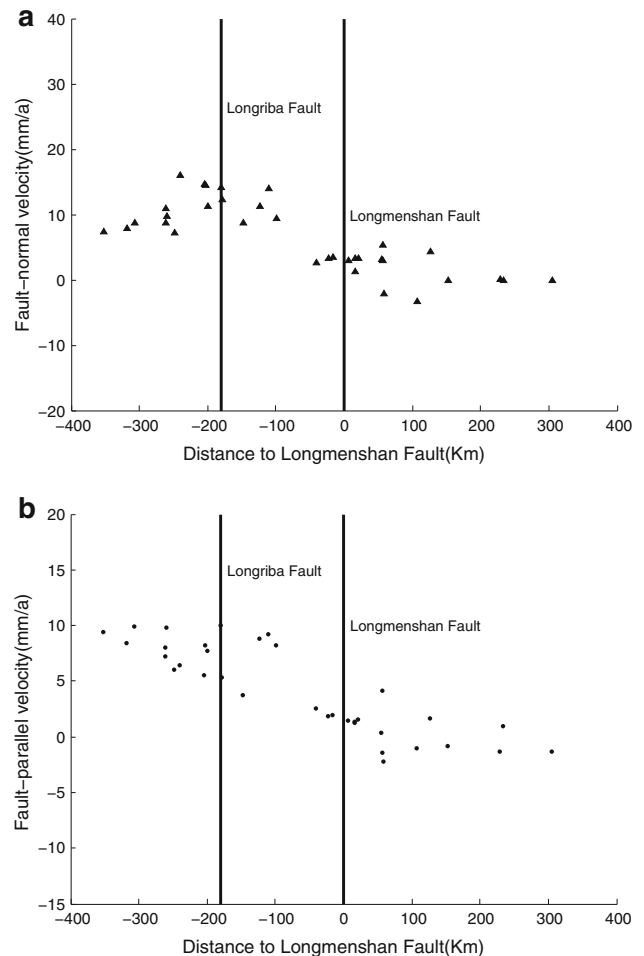 a
40
30
20
10
0
−10
−20
Fault−normal velocity(mm/a)
Longriba Fault
Longmenshan Fault
−400 −300 −200 −100 0 100 200 300 400
Distance to Longmenshan Fault(Km)
b
20
15
10
5
0
−5
−10
−15
Fault−parallel velocity(mm/a)
Longriba Fault
Longmenshan Fault
−400 −300 −200 −100 0 100 200 300 400
Distance to Longmenshan Fault(Km)